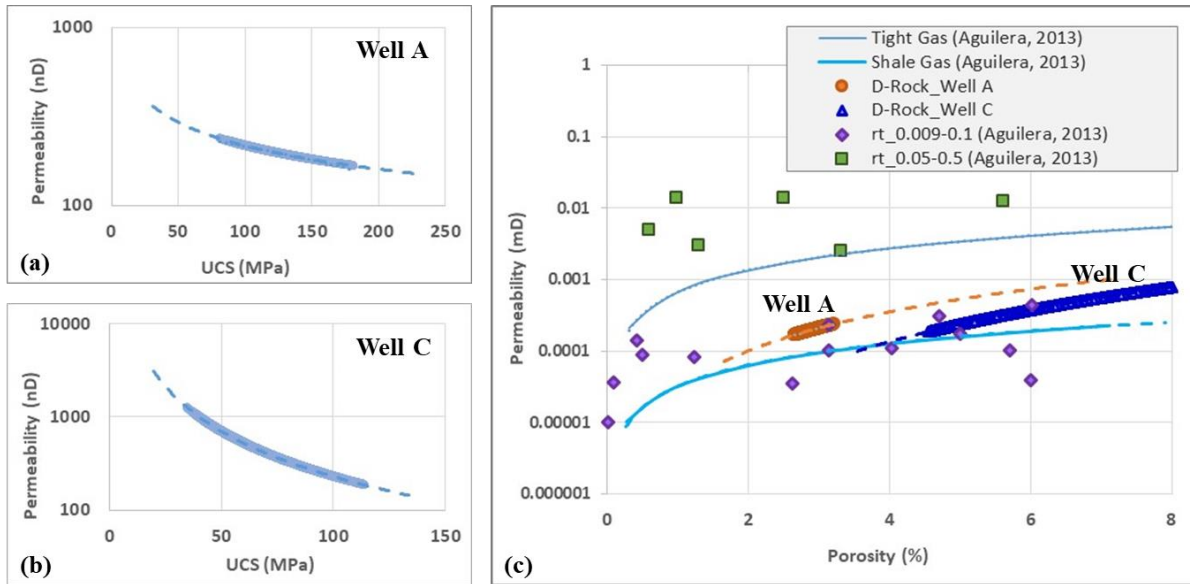 1000
Well A
Permeability (nD)
100
0 50 100 150 200 250
UCS (MPa)
(a)
10000
Well C
Permeability (nD)
1000
100
0 50 100 150
UCS (MPa)
(b)
Tight Gas (Aguilera, 2013)
Shale Gas (Aguilera, 2013)
D-Rock_Well A
D-Rock_Well C
rt_0.009-0.1 (Aguilera, 2013)
rt_0.05-0.5 (Aguilera, 2013)
1
0.1
0.01
0.001
0.0001
0.00001
0.000001
Permeability (mD)
Well A
Well C
0 2 4 6 8
Porosity (%)
(c)